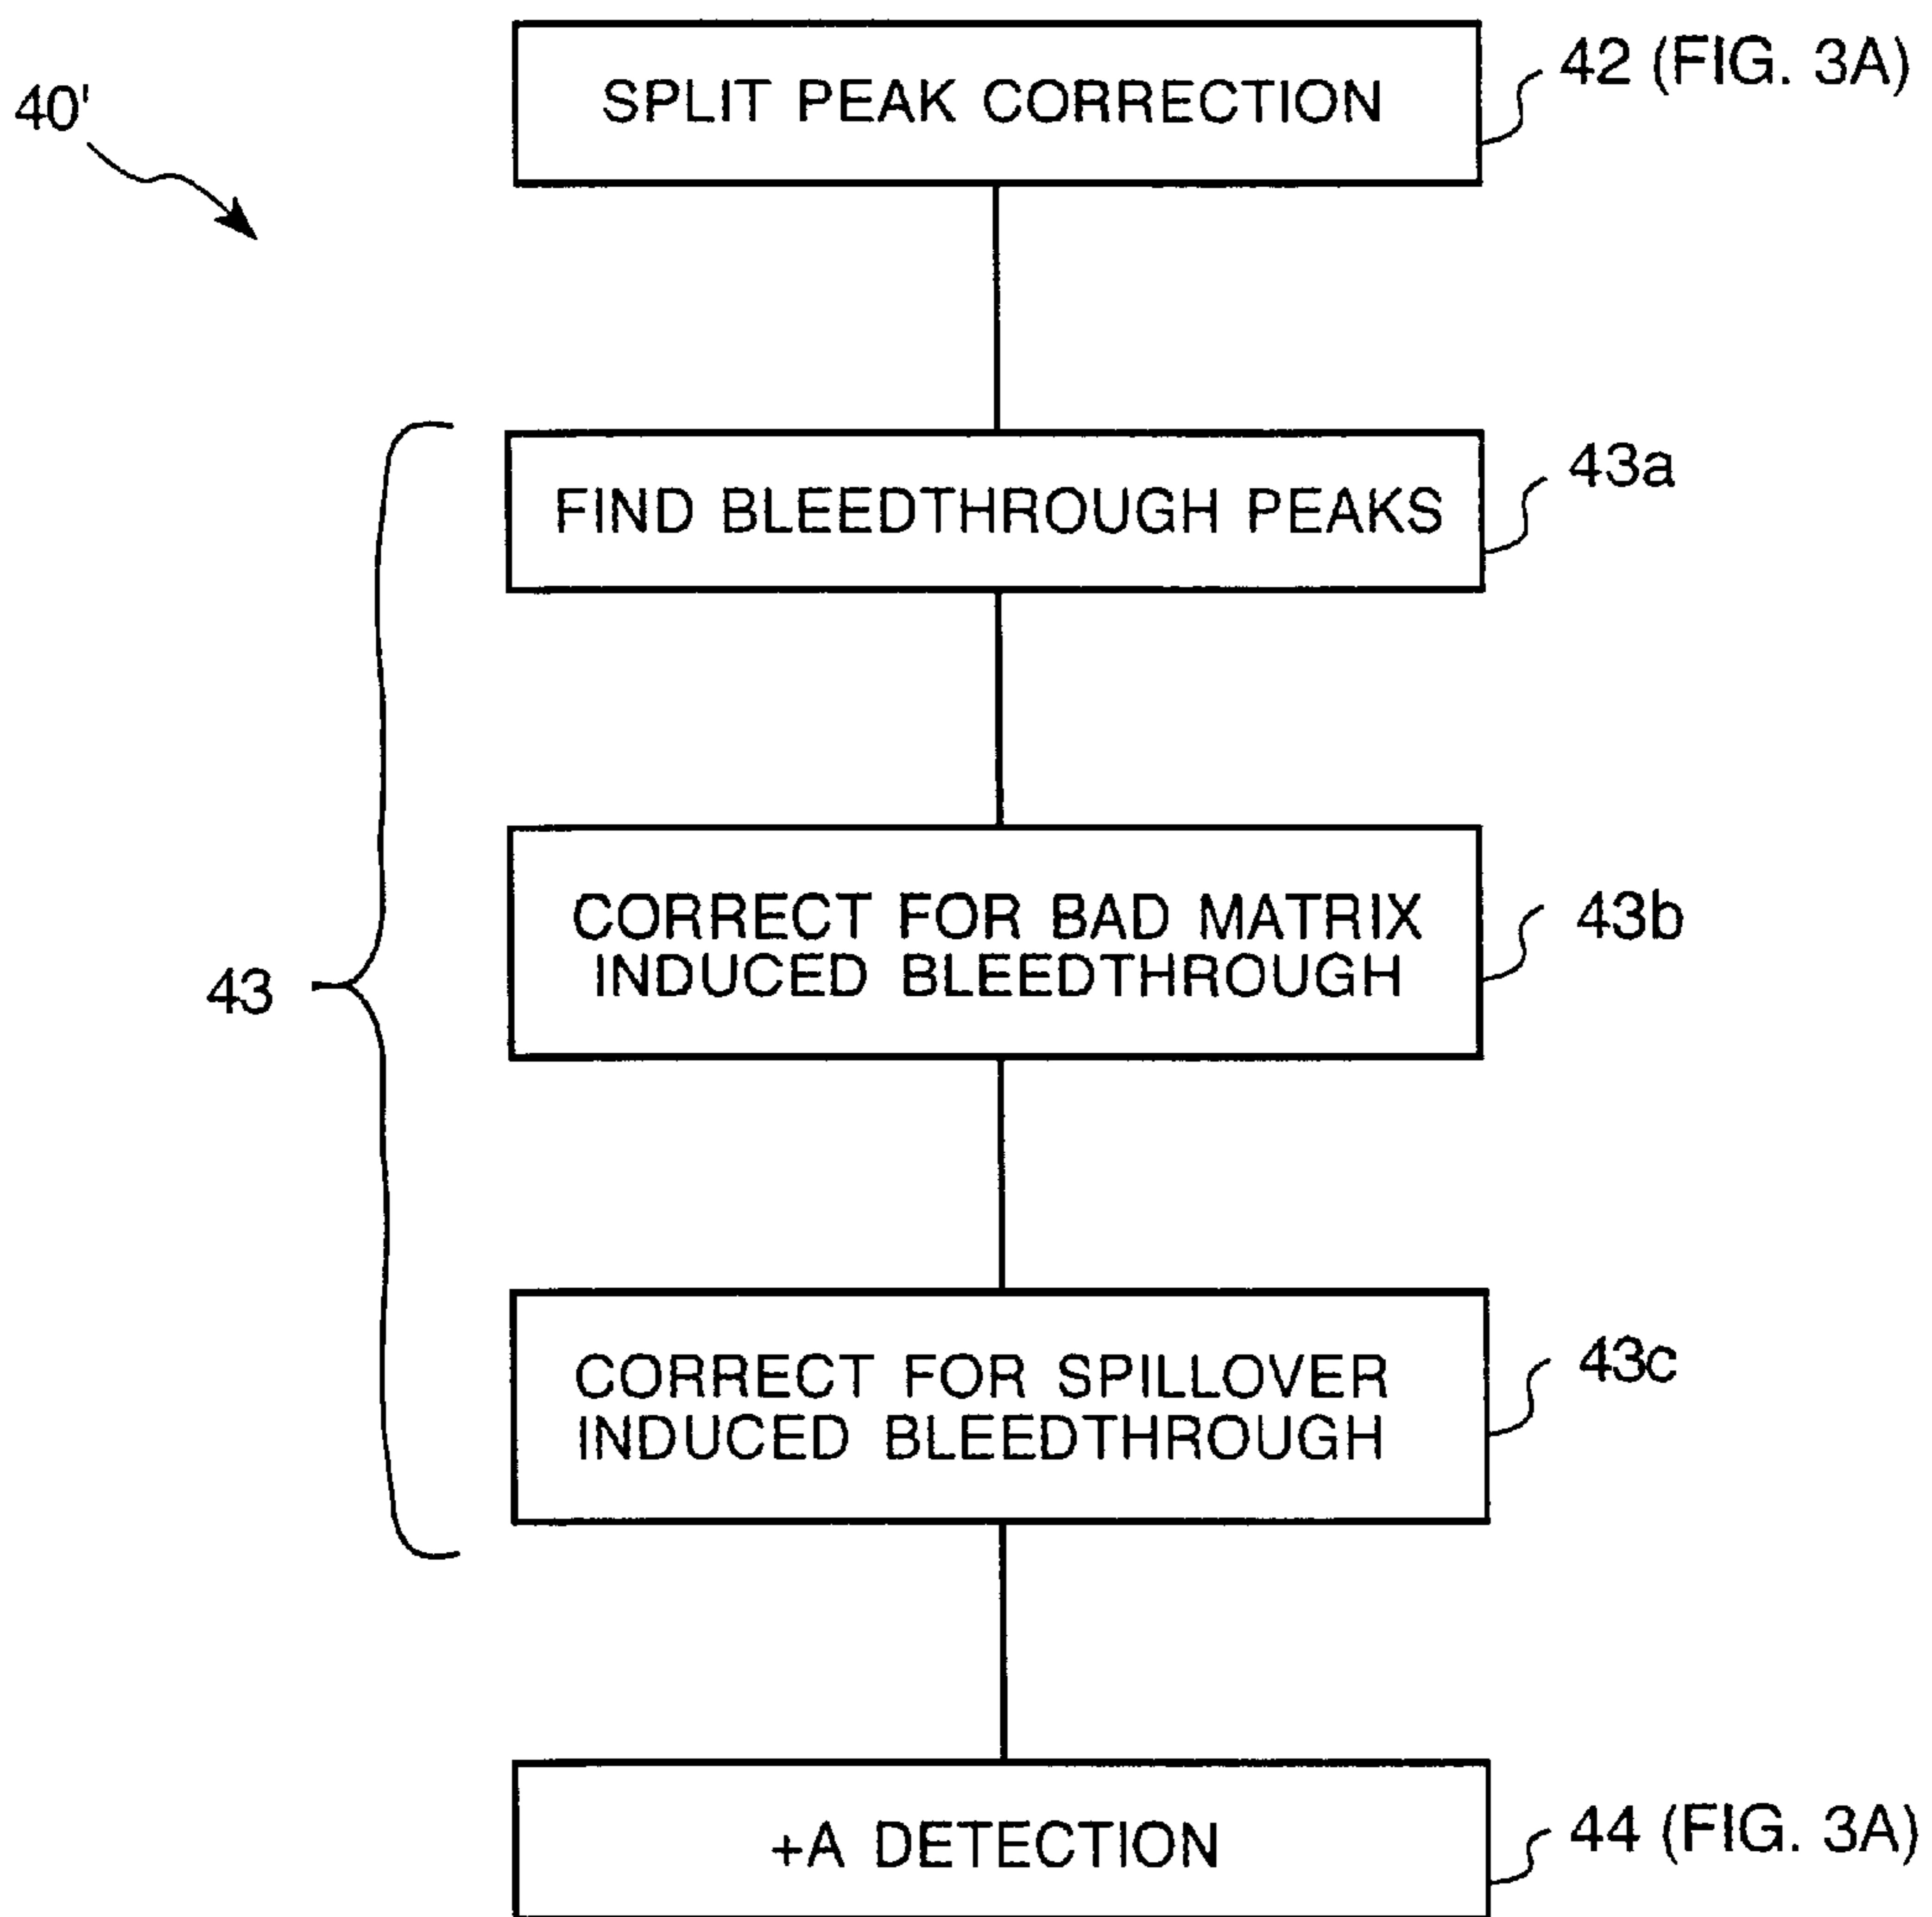 40'
SPLIT PEAK CORRECTION
42 (FIG. 3A)
FIND BLEEDTHROUGH PEAKS
43a
43
CORRECT FOR BAD MATRIX
INDUCED BLEEDTHROUGH
43b
CORRECT FOR SPILLOVER
INDUCED BLEEDTHROUGH
43c
+A DETECTION
44 (FIG. 3A)